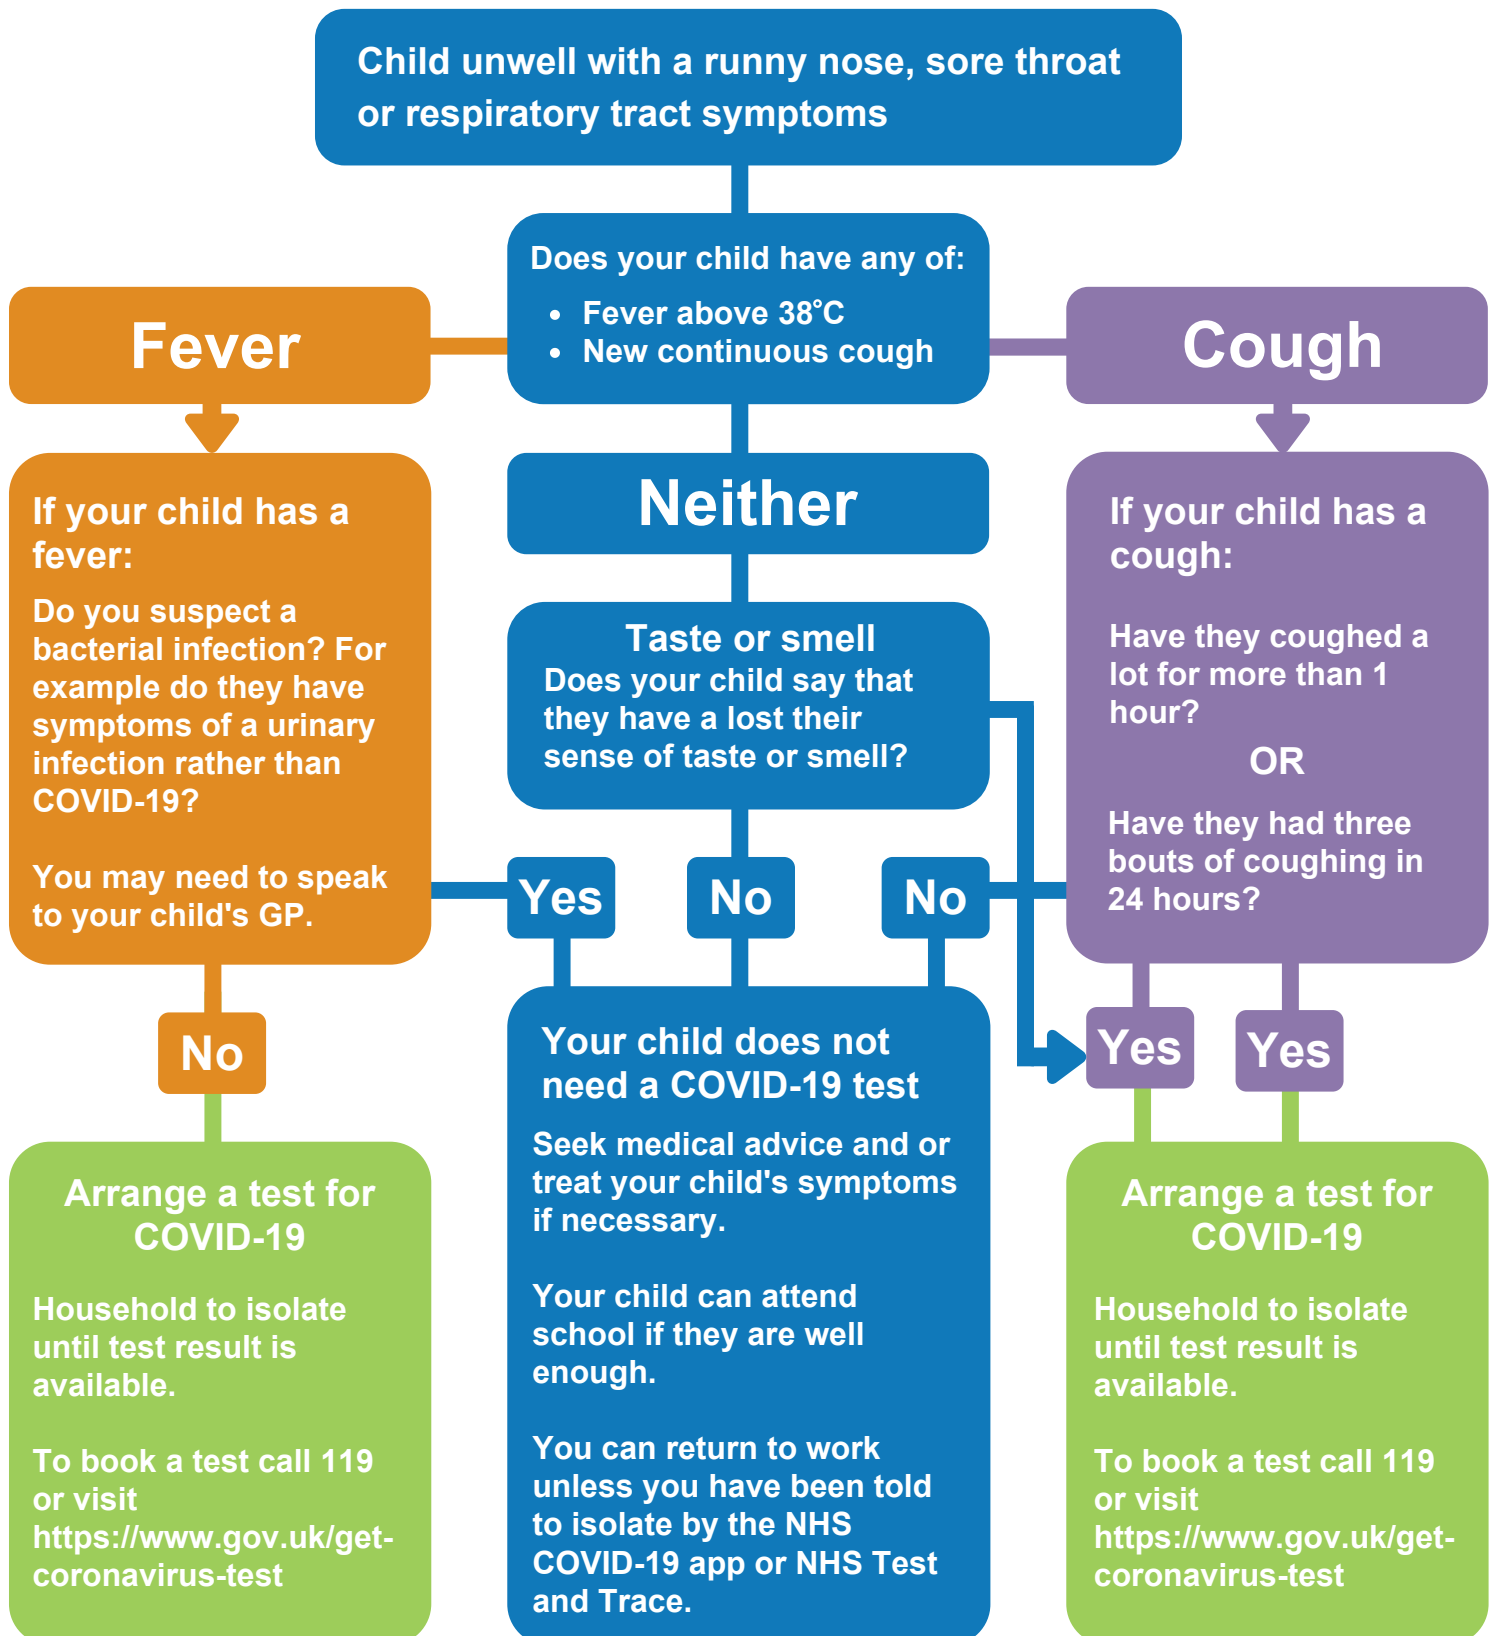 Child unwell with a runny nose, sore throat
or respiratory tract symptoms
Does your child have any of:
• Fever above 38°C
• New continuous cough
Fever
Cough
If your child has a
fever:
Do you suspect a
bacterial infection? For
example do they have
symptoms of a urinary
infection rather than
COVID-19?
You may need to speak
to your child's GP.
Neither
Taste or smell
Does your child say that
they have a lost their
sense of taste or smell?
If your child has a
cough:
Have they coughed a
lot for more than 1
hour?
OR
Have they had three
bouts of coughing in
24 hours?
Yes
No
No
No
Yes
Yes
Arrange a test for
COVID-19
Household to isolate
until test result is
available.
To book a test call 119
or visit
https://www.gov.uk/get-
coronavirus-test
Your child does not
need a COVID-19 test
Seek medical advice and or
treat your child's symptoms
if necessary.
Your child can attend
school if they are well
enough.
You can return to work
unless you have been told
to isolate by the NHS
COVID-19 app or NHS Test
and Trace.
Arrange a test for
COVID-19
Household to isolate
until test result is
available.
To book a test call 119
or visit
https://www.gov.uk/get-
coronavirus-test